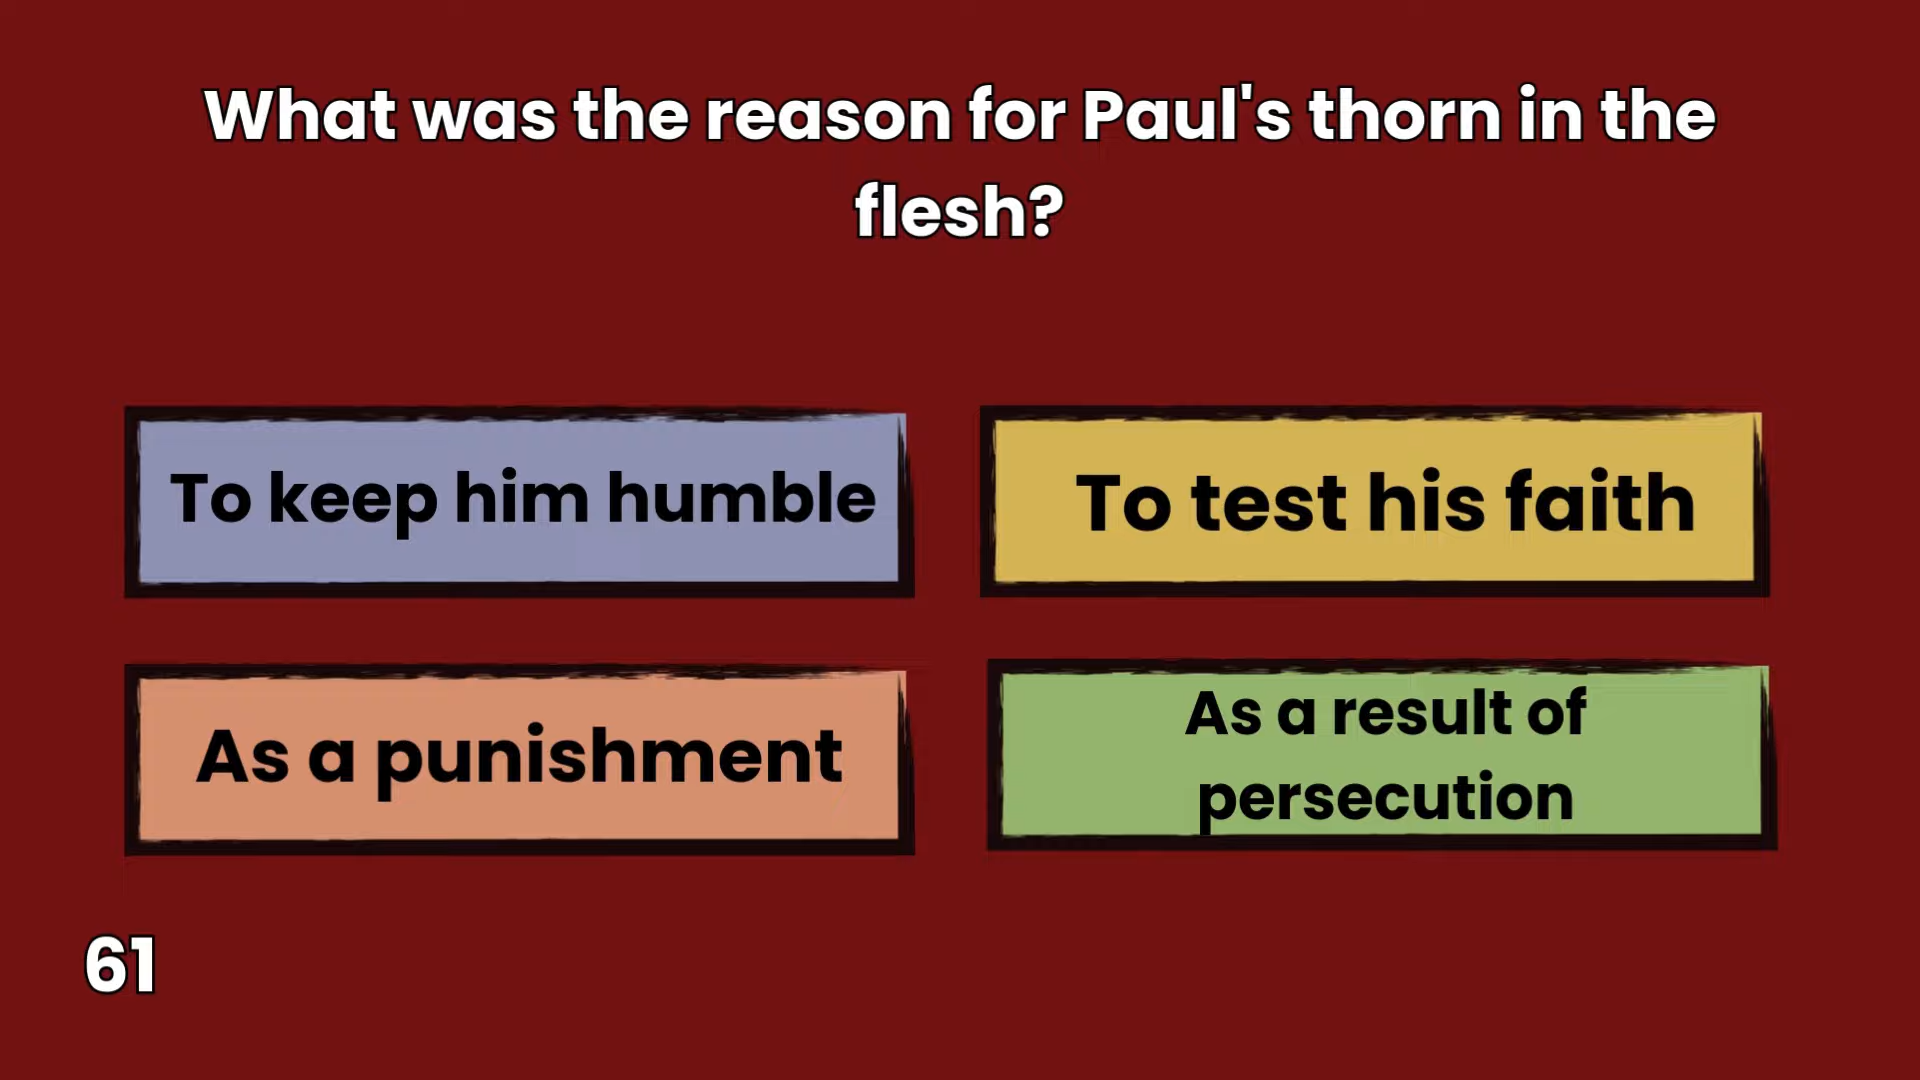 What was the reason for Paul's thorn in the
flesh?
To keep him humble
To test his faith
As a punishment
As a result of
persecution
61